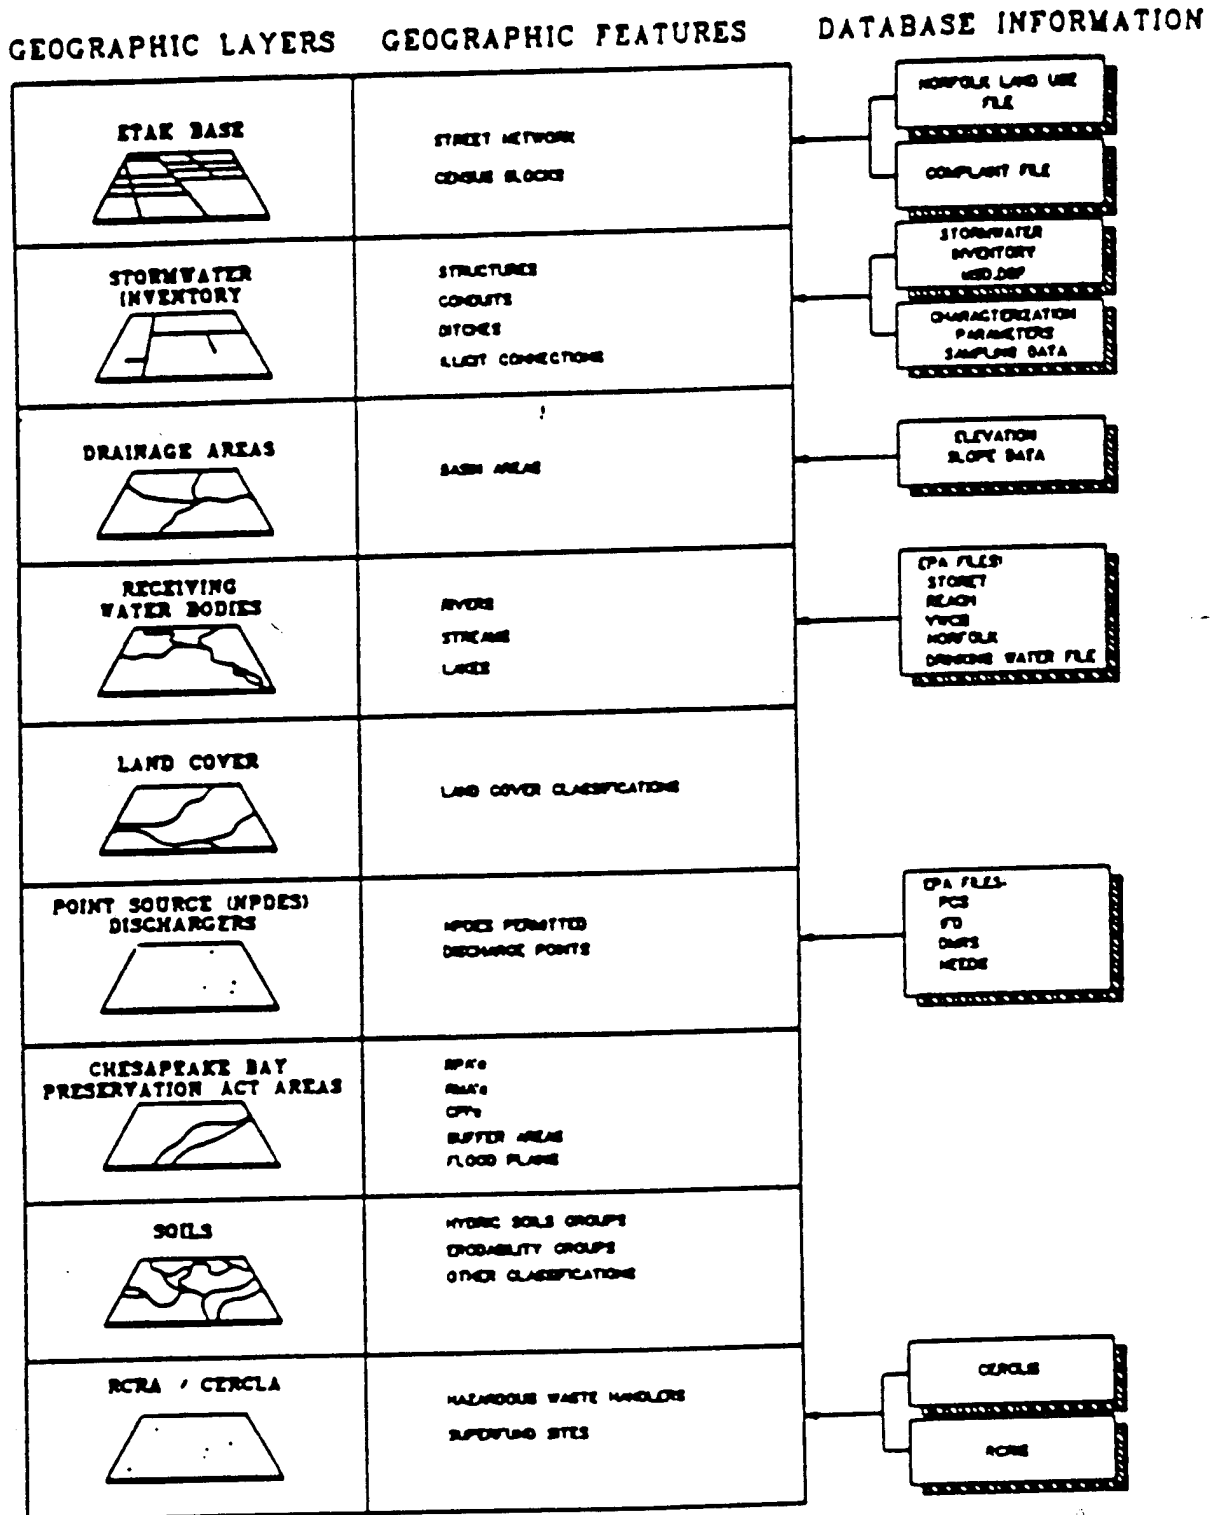 GEOGRAPHIC LAYERS
GEOGRAPHIC FEATURES
DATABASE INFORMATION
ETAK BASE
STREET NETWORK
CENSUS BLOCKS
NORFOLK LAND USE
FILE
COMPLAINT FILE
STORMWATER
INVENTORY
STRUCTURES
CONDUITS
DITCHES
ILLICIT CONNECTIONS
STORMWATER
INVENTORY
MSD.DBF
CHARACTERIZATION
PARAMETERS
SAMPLING DATA
DRAINAGE AREAS
BASIN AREAS
ELEVATION
SLOPE DATA
RECEIVING
WATER BODIES
RIVERS
STREAMS
LAKES
EPA FILES:
STORET
REACH
NORFOLK
DRINKING WATER FILE
LAND COVER
LAND COVER CLASSIFICATIONS
POINT SOURCE (NPDES)
DISCHARGERS
NPDES PERMITTED
DISCHARGE POINTS
EPA FILES:
PCS
IFD
DMRS
NEEDS
CHESAPEAKE BAY
PRESERVATION ACT AREAS
RPA's
RMA's
BUFFER AREAS
FLOOD PLAINS
SOILS
HYDRIC SOILS GROUPS
ERODABILITY GROUPS
OTHER CLASSIFICATIONS
RCRA / CERCLA
HAZARDOUS WASTE HANDLERS
SUPERFUND SITES
CERCLIS
RCRIS